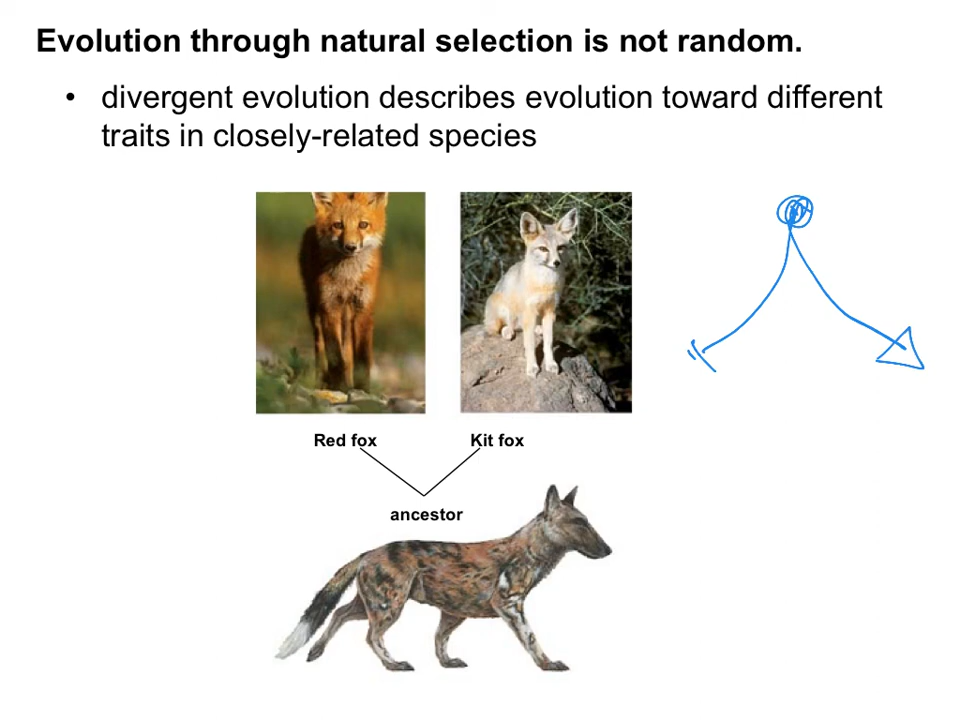 Evolution through natural selection is not random.
• divergent evolution describes evolution toward different
traits in closely-related species
Red fox
Kit fox
ancestor